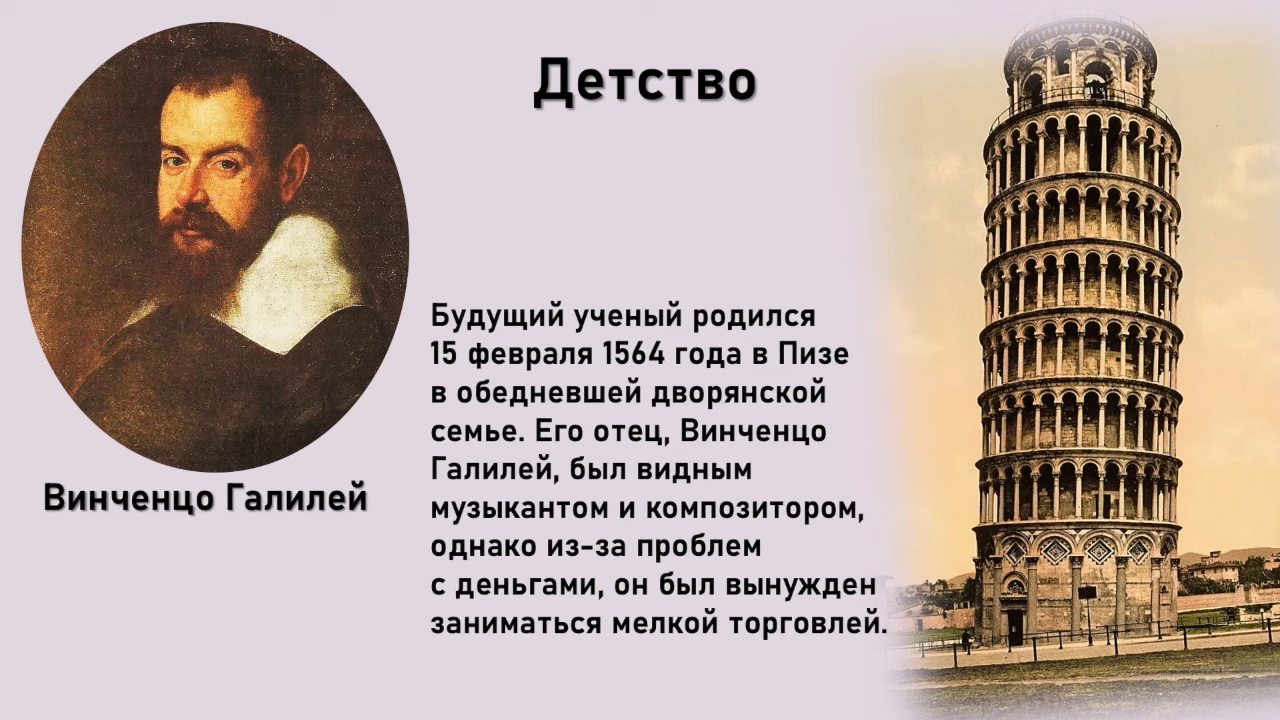 Детство
Винченцо Галилей
Будущий ученый родился
15 февраля 1564 года в Пизе
в обедневшей дворянской
семье. Его отец, Винченцо
Галилей, был видным
музыкантом и композитором,
однако из-за проблем
с деньгами, он был вынужден
заниматься мелкой торговлей.